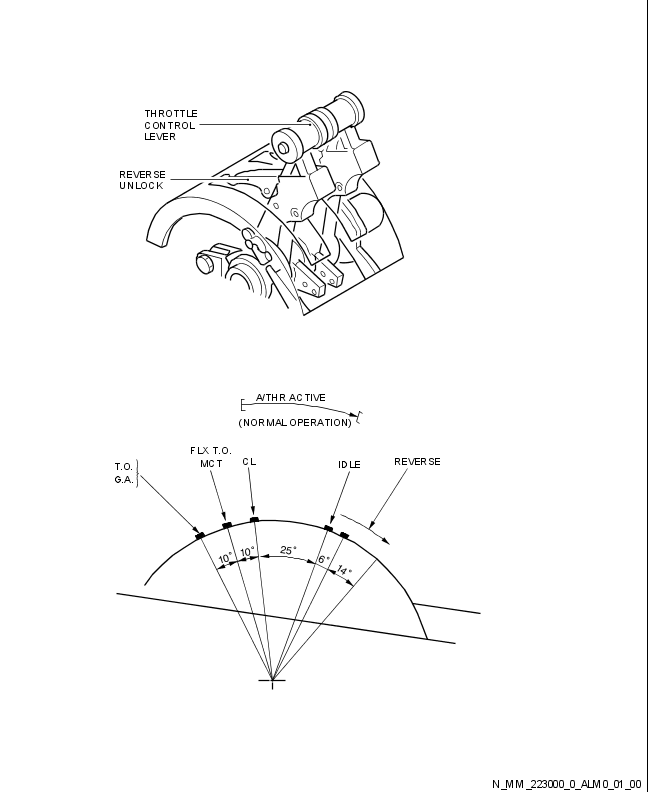 THROTTLE
CONTROL
LEVER
REVERSE
UNLOCK
A/THR ACTIVE
(NORMAL OPERATION)
FLX T.O.
MCT
CL
IDLE
REVERSE
T.O.
G.A.
10°
10°
25°
6°
14°
N_MM_223000_0_ALM0_01_00